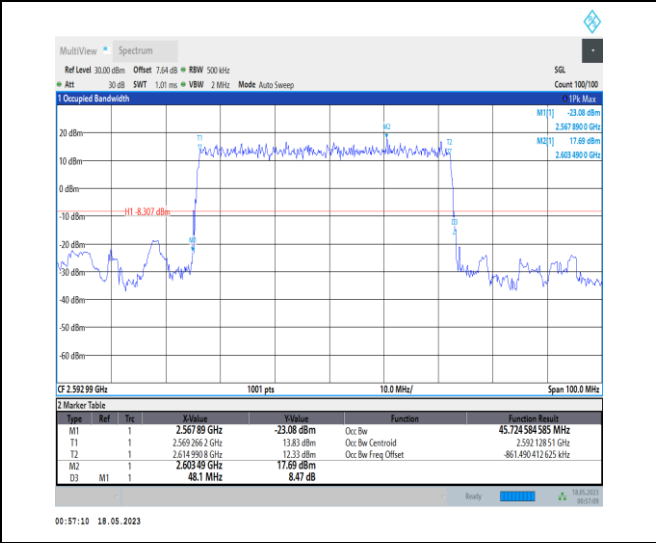 MultiView Spectrum
Ref Level 30.00 dBm Offset 7.64 dB RBW 500 kHz SGL
Att 30 dB SWT 1.01 ms VBW 2 MHz Mode Auto Sweep Count 100/100
1 Occupied Bandwidth 1Pk Max
M1[1] -23.08 dBm
2.567 890 0 GHz
M2[1] 17.69 dBm
2.603 490 0 GHz
M2
T1
T2
20 dBm
10 dBm
0 dBm
H1 -8.307 dBm
-10 dBm
D3
M1
-20 dBm
-30 dBm
-40 dBm
-50 dBm
-60 dBm
CF 2.592 99 GHz 1001 pts 10.0 MHz/ Span 100.0 MHz
2 Marker Table
Type Ref Trc X-Value Y-Value Function Function Result
M1 1 2.567 89 GHz -23.08 dBm Occ Bw 45.724 584 585 MHz
T1 1 2.569 266 2 GHz 13.83 dBm Occ Bw Centroid 2.592 128 51 GHz
T2 1 2.614 990 8 GHz 12.33 dBm Occ Bw Freq Offset -861.490 412 625 kHz
M2 1 2.603 49 GHz 17.69 dBm
D3 M1 1 48.1 MHz 8.47 dB
Ready 18.05.2023
00:57:09
00:57:10 18.05.2023